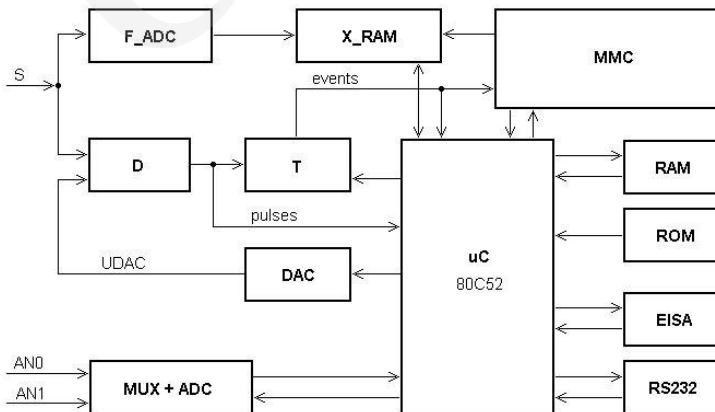 F_ADC
X_RAM
MMC
S
events
D
T
RAM
pulses
ROM
uC
80C52
UDAC
DAC
EISA
AN0
AN1
MUX + ADC
RS232